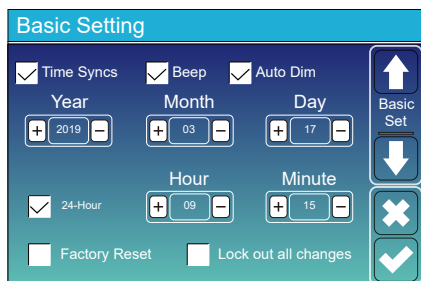 Basic Setting
Time Syncs Beep Auto Dim
Year Month Day
+ 2019 − + 03 − + 17 −
Basic
Set
Hour Minute
24-Hour + 09 − + 15 −
Factory Reset Lock out all changes